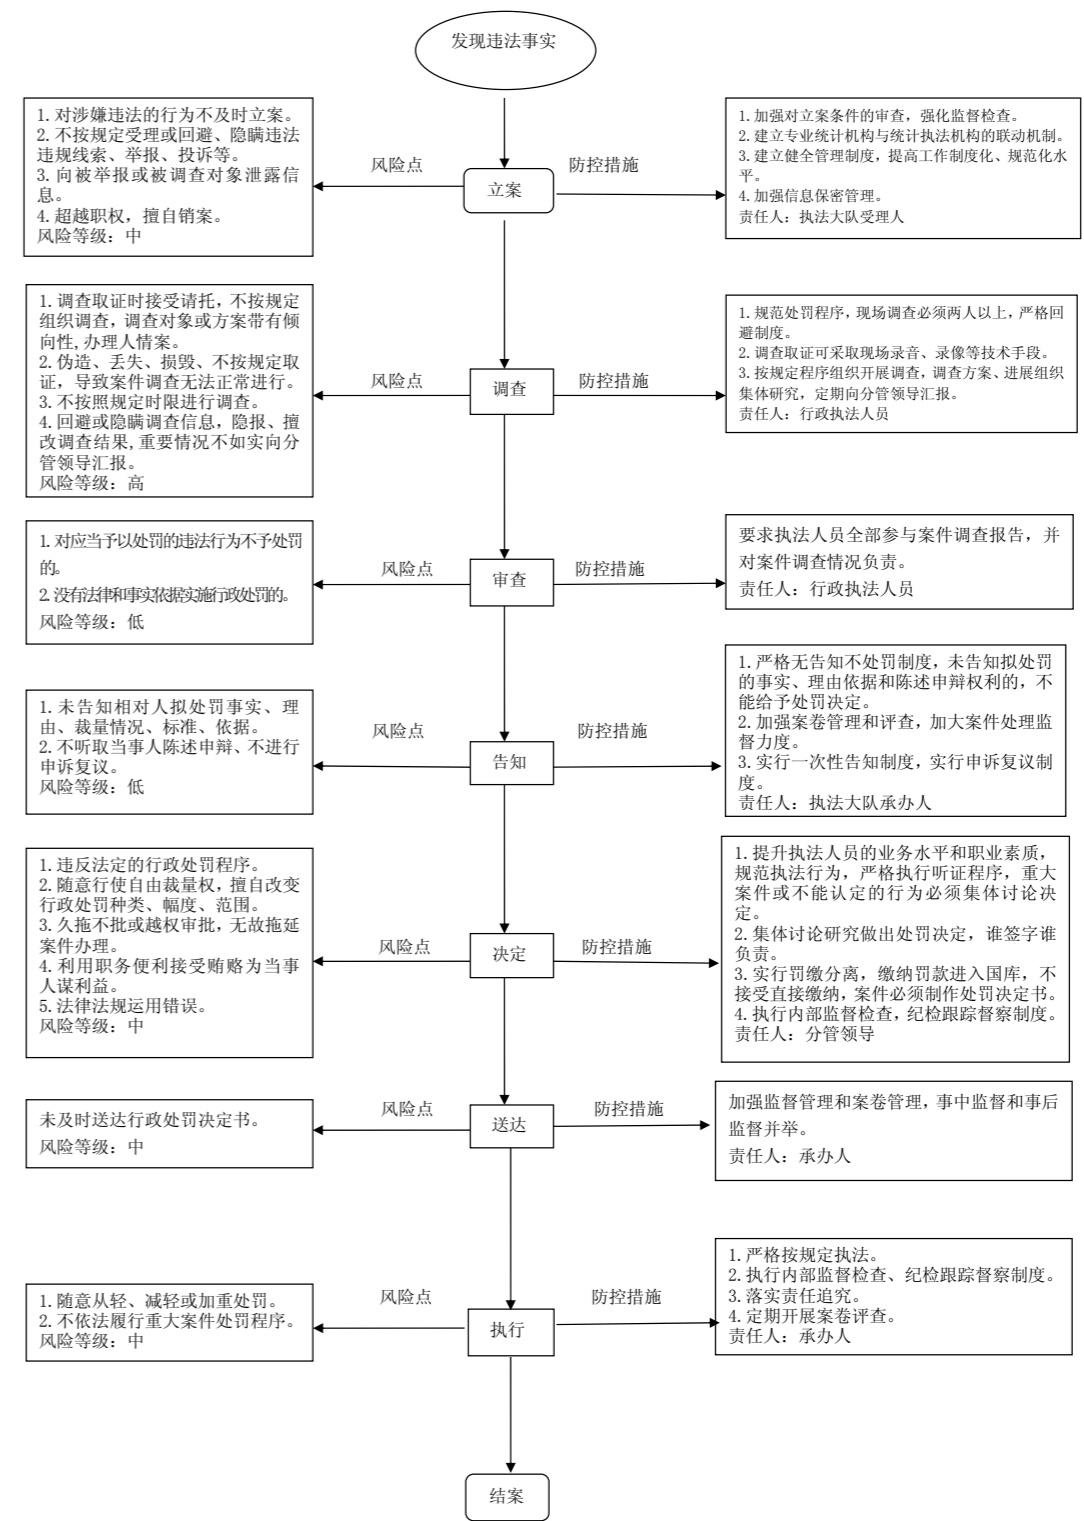 发现违法事实
1.对涉嫌违法的行为不及时立案。
2.不按规定受理或回避、隐瞒违法
违规线索、举报、投诉等。
3.向被举报或被调查对象泄露信
息。
4.超越职权，擅自销案。
风险等级：中
风险点
立案
防控措施
1.加强对立案条件的审查，强化监督检查。
2.建立专业统计机构与统计执法机构的联动机制。
3.建立健全管理制度，提高工作制度化、规范化水
平。
4.加强信息保密管理。
责任人：执法大队受理人
1.调查取证时接受请托，不按规定
组织调查，调查对象或方案带有倾
向性,办理人情案。
2.伪造、丢失、损毁、不按规定取
证，导致案件调查无法正常进行。
3.不按照规定时限进行调查。
4.回避或隐瞒调查信息，隐报、擅
改调查结果,重要情况不如实向分
管领导汇报。
风险等级：高
风险点
调查
防控措施
1.规范处罚程序，现场调查必须两人以上，严格回
避制度。
2.调查取证可采取现场录音、录像等技术手段。
3.按规定程序组织开展调查，调查方案、进展组织
集体研究，定期向分管领导汇报。
责任人：行政执法人员
1.对应当予以处罚的违法行为不予处罚
的。
2.没有法律和事实依据实施行政处罚的。
风险等级：低
风险点
审查
防控措施
要求执法人员全部参与案件调查报告，并
对案件调查情况负责。
责任人：行政执法人员
1.未告知相对人拟处罚事实、理
由、裁量情况、标准、依据。
2.不听取当事人陈述申辩、不进行
申诉复议。
风险等级：低
风险点
告知
防控措施
1.严格无告知不处罚制度，未告知拟处罚
的事实、理由依据和陈述申辩权利的，不
能给予处罚决定。
2.加强案卷管理和评查，加大案件处理监
督力度。
3.实行一次性告知制度，实行申诉复议制
度。
责任人：执法大队承办人
1.违反法定的行政处罚程序。
2.随意行使自由裁量权，擅自改变
行政处罚种类、幅度、范围。
3.久拖不批或越权审批，无故拖延
案件办理。
4.利用职务便利接受贿赂为当事
人谋利益。
5.法律法规运用错误。
风险等级：中
风险点
决定
防控措施
1.提升执法人员的业务水平和职业素质，
规范执法行为，严格执行听证程序，重大
案件或不能认定的行为必须集体讨论决
定。
2.集体讨论研究做出处罚决定，谁签字谁
负责。
3.实行罚缴分离，缴纳罚款进入国库，不
接受直接缴纳，案件必须制作处罚决定书。
4.执行内部监督检查，纪检跟踪督察制度。
责任人：分管领导
未及时送达行政处罚决定书。
风险等级：中
风险点
送达
防控措施
加强监督管理和案卷管理，事中监督和事后
监督并举。
责任人：承办人
1.随意从轻、减轻或加重处罚。
2.不依法履行重大案件处罚程序。
风险等级：中
风险点
执行
防控措施
1.严格按规定执法。
2.执行内部监督检查、纪检跟踪督察制度。
3.落实责任追究。
4.定期开展案卷评查。
责任人：承办人
结案